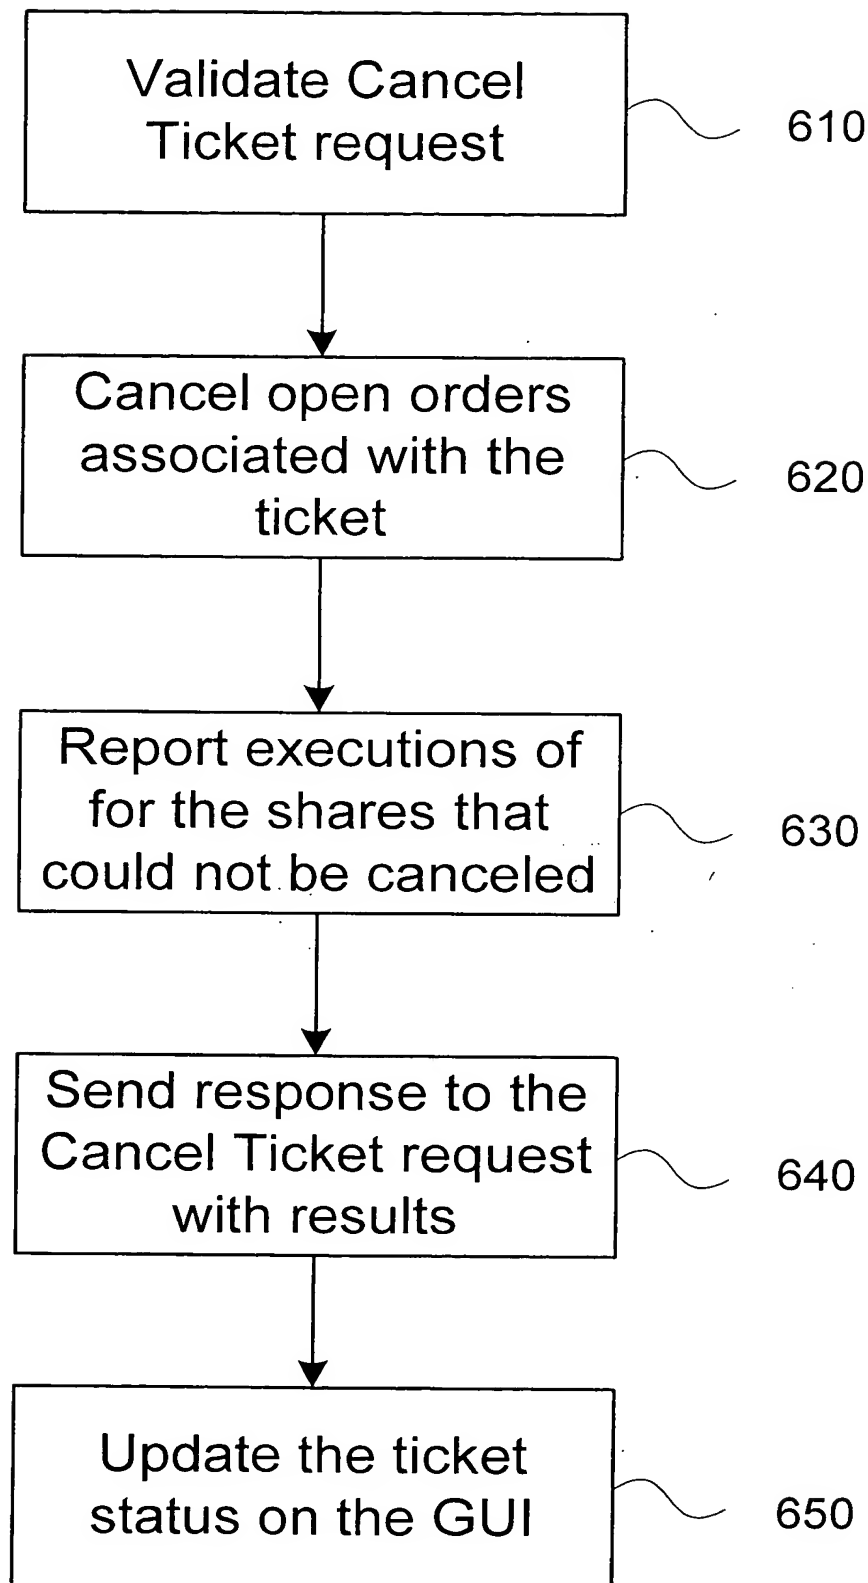 Validate Cancel
Ticket request
610
Cancel open orders
associated with the
ticket
620
Report executions of
for the shares that
could not be canceled
630
Send response to the
Cancel Ticket request
with results
640
Update the ticket
status on the GUI
650